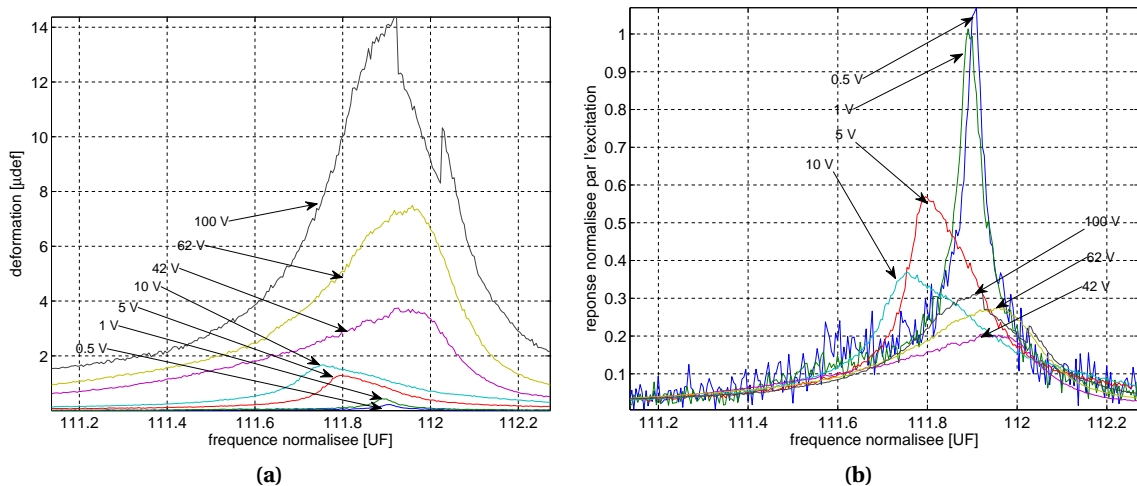 14
12
10
8
6
4
2
deformation [µdef]
100 V
62 V
42 V
10 V
5 V
1 V
0.5 V
111.2 111.4 111.6 111.8 112 112.2
frequence normalisee [UF]
(a)
1
0.9
0.8
0.7
0.6
0.5
0.4
0.3
0.2
0.1
reponse normalisee par l'excitation
0.5 V
1 V
5 V
10 V
100 V
62 V
42 V
111.2 111.4 111.6 111.8 112 112.2
frequence normalisee [UF]
(b)